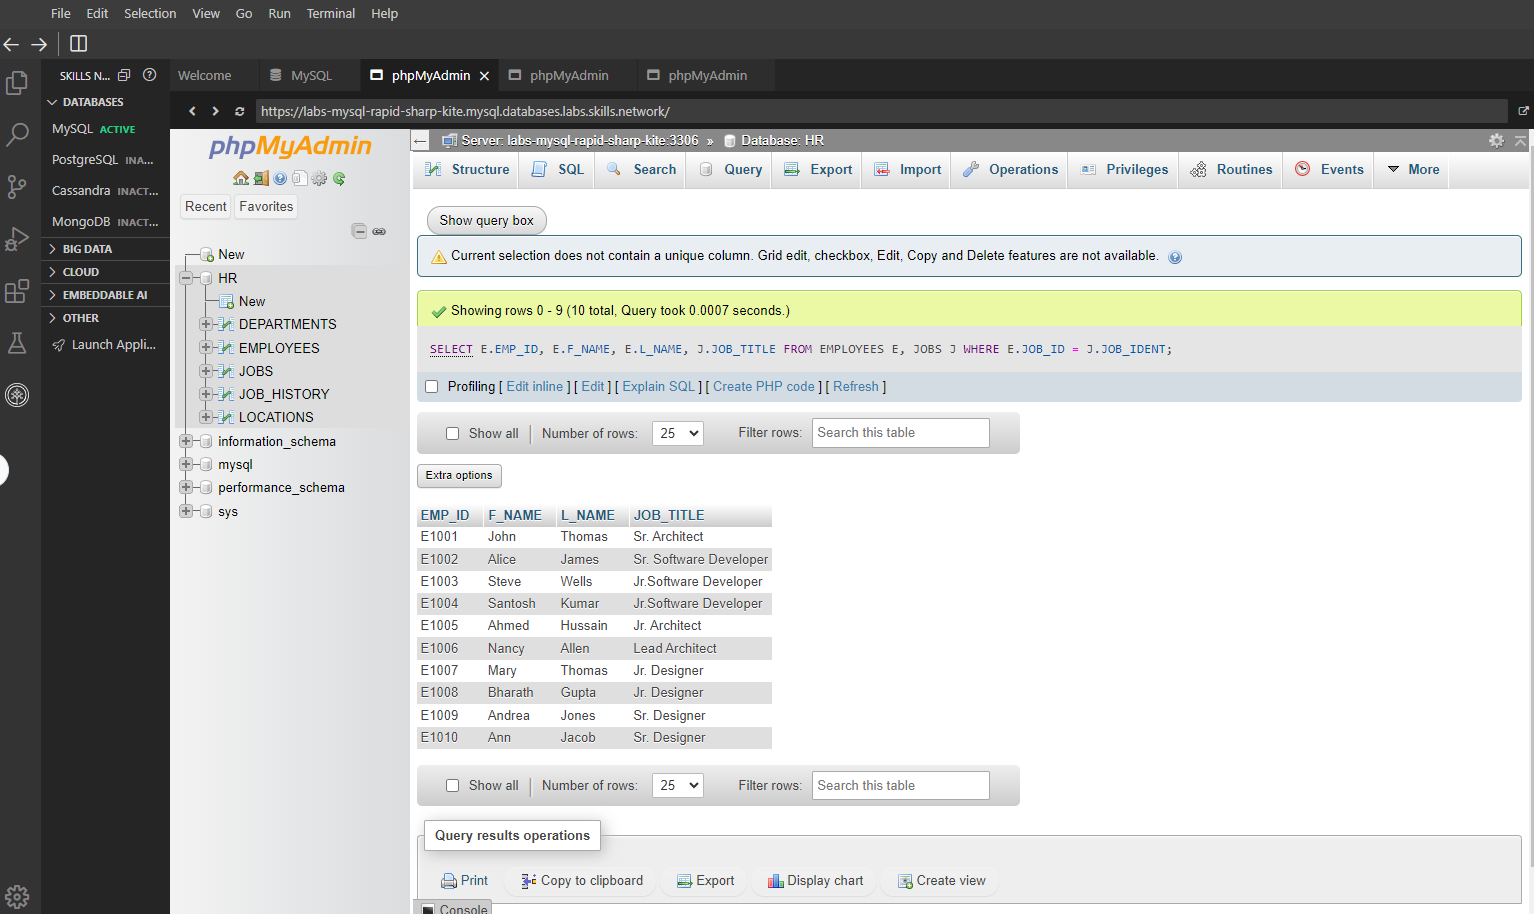 File Edit Selection View Go Run Terminal Help
SKILLS N...
Welcome MySQL phpMyAdmin phpMyAdmin phpMyAdmin
https://labs-mysql-rapid-sharp-kite.mysql.databases.labs.skills.network/
DATABASES
MySQL ACTIVE
PostgreSQL INA...
Cassandra INACT...
MongoDB INACT...
BIG DATA
CLOUD
EMBEDDABLE AI
OTHER
Launch Appli...
phpMyAdmin
Recent Favorites
New
HR
New
DEPARTMENTS
EMPLOYEES
JOBS
JOB_HISTORY
LOCATIONS
information_schema
mysql
performance_schema
sys
Server: labs-mysql-rapid-sharp-kite:3306 » Database: HR
Structure SQL Search Query Export Import Operations Privileges Routines Events More
Show query box
Current selection does not contain a unique column. Grid edit, checkbox, Edit, Copy and Delete features are not available.
Showing rows 0 - 9 (10 total, Query took 0.0007 seconds.)
SELECT E.EMP_ID, E.F_NAME, E.L_NAME, J.JOB_TITLE FROM EMPLOYEES E, JOBS J WHERE E.JOB_ID = J.JOB_IDENT;
Profiling [ Edit inline ] [ Edit ] [ Explain SQL ] [ Create PHP code ] [ Refresh ]
Show all Number of rows: 25 Filter rows: Search this table
Extra options
EMP_ID F_NAME L_NAME JOB_TITLE
E1001 John Thomas Sr. Architect
E1002 Alice James Sr. Software Developer
E1003 Steve Wells Jr.Software Developer
E1004 Santosh Kumar Jr.Software Developer
E1005 Ahmed Hussain Jr. Architect
E1006 Nancy Allen Lead Architect
E1007 Mary Thomas Jr. Designer
E1008 Bharath Gupta Jr. Designer
E1009 Andrea Jones Sr. Designer
E1010 Ann Jacob Sr. Designer
Show all Number of rows: 25 Filter rows: Search this table
Query results operations
Print Copy to clipboard Export Display chart Create view
Console